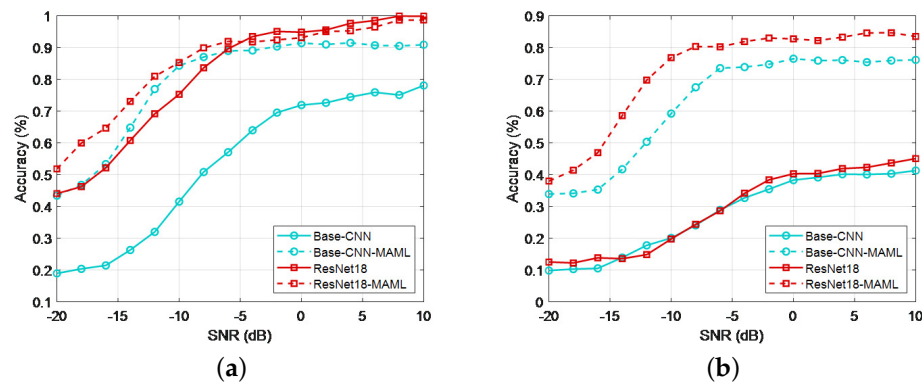 1
0.9
0.8
0.7
0.6
0.5
0.4
0.3
0.2
0.1
Accuracy (%)
-20 -15 -10 -5 0 5 10
SNR (dB)
Base-CNN
Base-CNN-MAML
ResNet18
ResNet18-MAML
(a)
0.9
0.8
0.7
0.6
0.5
0.4
0.3
0.2
0.1
0
Accuracy (%)
-20 -15 -10 -5 0 5 10
SNR (dB)
Base-CNN
Base-CNN-MAML
ResNet18
ResNet18-MAML
(b)